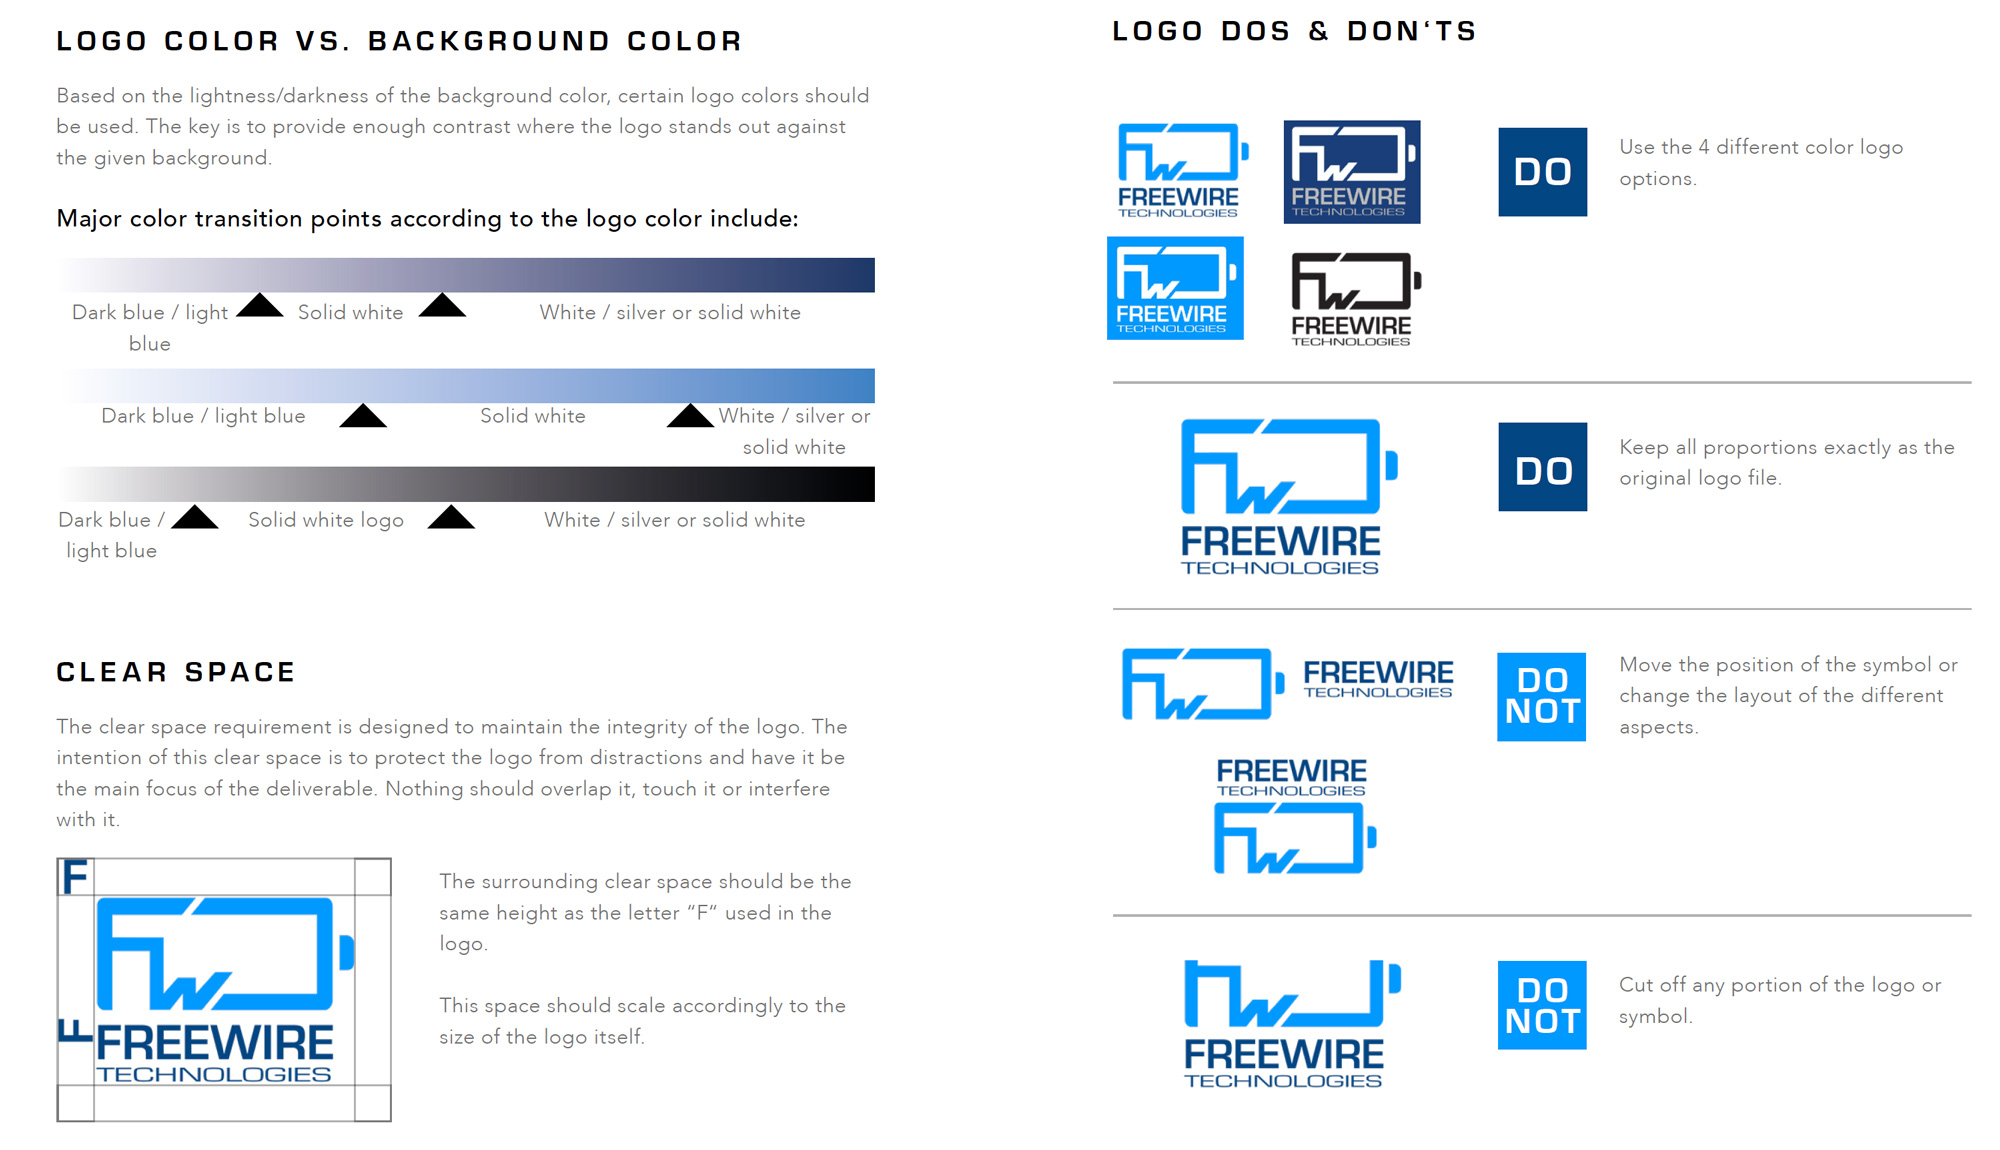 LOGO COLOR VS. BACKGROUND COLOR
Based on the lightness/darkness of the background color, certain logo colors should
be used. The key is to provide enough contrast where the logo stands out against
the given background.
Major color transition points according to the logo color include:
Dark blue / light
blue
Solid white
White / silver or solid white
Dark blue / light blue
Solid white
White / silver or
solid white
Dark blue /
light blue
Solid white logo
White / silver or solid white
CLEAR SPACE
The clear space requirement is designed to maintain the integrity of the logo. The
intention of this clear space is to protect the logo from distractions and have it be
the main focus of the deliverable. Nothing should overlap it, touch it or interfere
with it.
F
F
FW
FREEWIRE
TECHNOLOGIES
The surrounding clear space should be the
same height as the letter “F” used in the
logo.
This space should scale accordingly to the
size of the logo itself.
LOGO DOS & DON‘TS
FW
FREEWIRE
TECHNOLOGIES
FW
FREEWIRE
TECHNOLOGIES
FW
FREEWIRE
TECHNOLOGIES
FW
FREEWIRE
TECHNOLOGIES
DO
Use the 4 different color logo
options.
FW
FREEWIRE
TECHNOLOGIES
DO
Keep all proportions exactly as the
original logo file.
FW
FREEWIRE
TECHNOLOGIES
FREEWIRE
TECHNOLOGIES
FW
DO
NOT
Move the position of the symbol or
change the layout of the different
aspects.
W
FREEWIRE
TECHNOLOGIES
DO
NOT
Cut off any portion of the logo or
symbol.